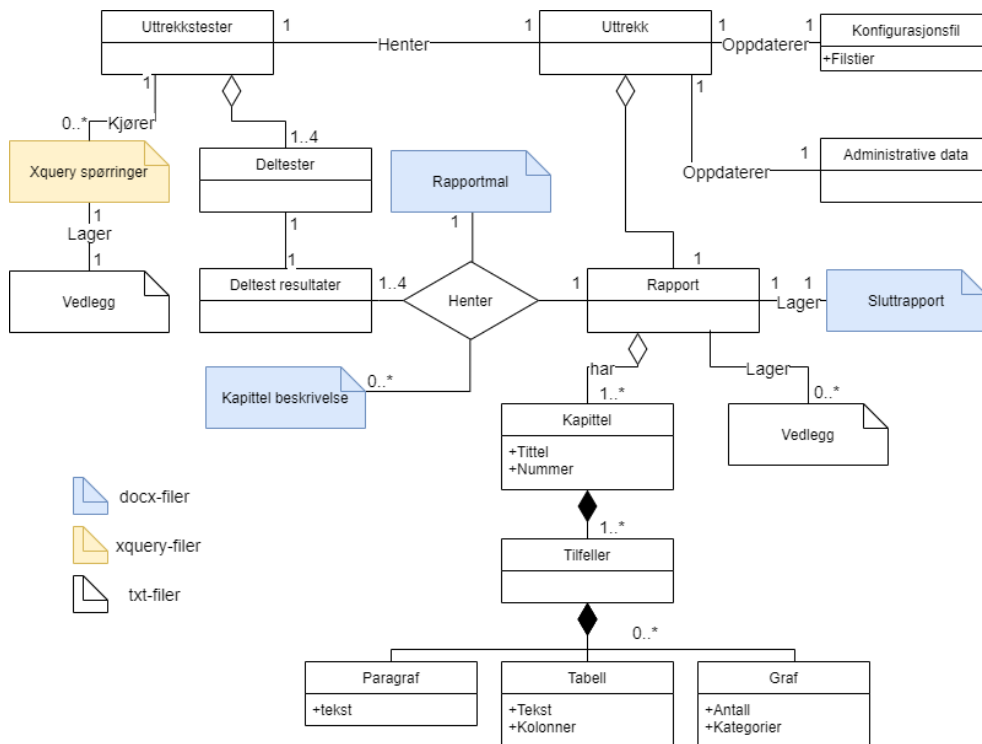 Uttrekkstester
1
Henter
1
Uttrekk
1
Oppdaterer
1
Konfigurasjonsfil
+Filstier
1
0..*
Kjører
1..4
1
Oppdaterer
1
Administrative data
Xquery spørringer
1
Lager
1
Vedlegg
Deltester
1
1
Deltest resultater
1..4
Rapportmal
1
Henter
1
0..*
Kapittel beskrivelse
1
Rapport
1
Lager
1
Sluttrapport
har
1..*
Lager
0..*
Vedlegg
Kapittel
+Tittel
+Nummer
1..*
Tilfeller
0..*
Paragraf
+tekst
Tabell
+Tekst
+Kolonner
Graf
+Antall
+Kategorier
docx-filer
xquery-filer
txt-filer